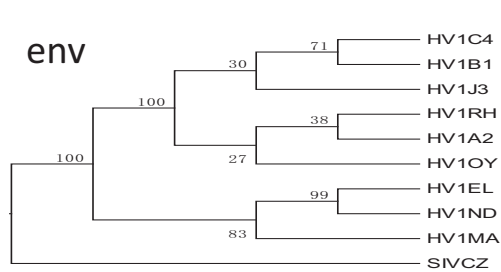 env
HV1C4
71
HV1B1
30
HV1J3
100
HV1RH
38
HV1A2
27
HV1OY
100
HV1EL
99
HV1ND
83
HV1MA
SIVCZ